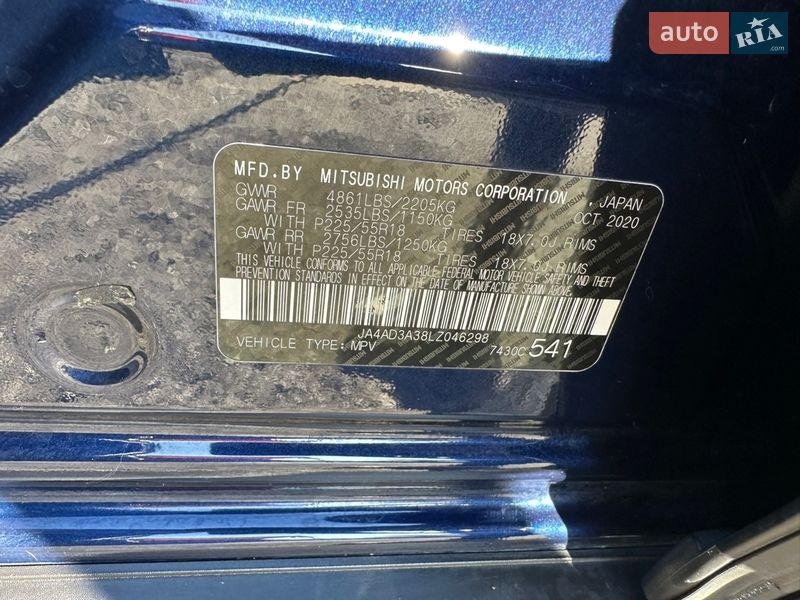 auto RIA.com
MFD.BY MITSUBISHI MOTORS CORPORATION , JAPAN
GVWR 4861LBS/2205KG OCT 2020
GAWR FR 2535LBS/1150KG
WITH P225/55R18 TIRES 18X7.0J RIMS
GAWR RR 2756LBS/1250KG
WITH P225/55R18 TIRES 18X7.0J RIMS
THIS VEHICLE CONFORMS TO ALL APPLICABLE FEDERAL MOTOR VEHICLE SAFETY, AND THEFT
PREVENTION STANDARDS IN EFFECT ON THE DATE OF MANUFACTURE SHOWN ABOVE.
JA4AD3A38LZ046298
VEHICLE TYPE: MPV 7430C 541